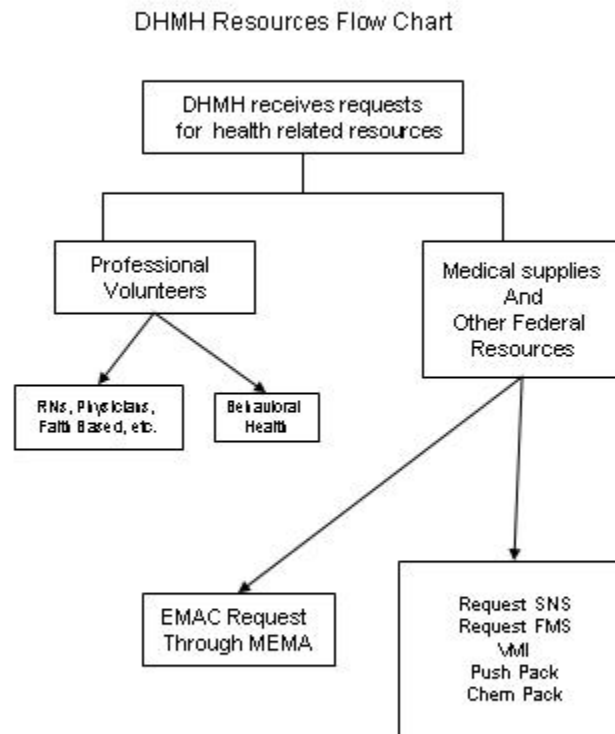 DHMH Resources Flow Chart
DHMH receives requests
for health related resources
Professional
Volunteers
Medical supplies
And
Other Federal
Resources
RNs, Physicians,
Faith Based, etc.
Behavioral
Health
EMAC Request
Through MEMA
Request SNS
Request FMS
VMI
Push Pack
Chem Pack